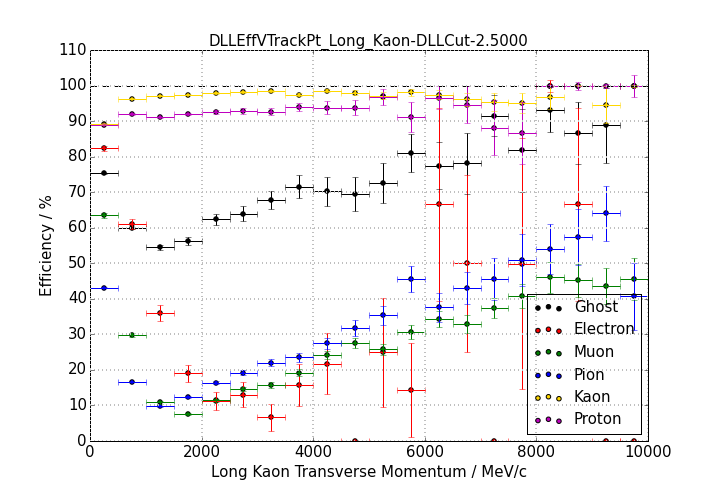 DLLEffVTrackPt_Long_Kaon-DLLCut-2.5000
110
100
90
80
70
60
50
40
30
20
10
0
Efficiency / %
0 2000 4000 6000 8000 10000
Long Kaon Transverse Momentum / MeV/c
Ghost
Electron
Muon
Pion
Kaon
Proton